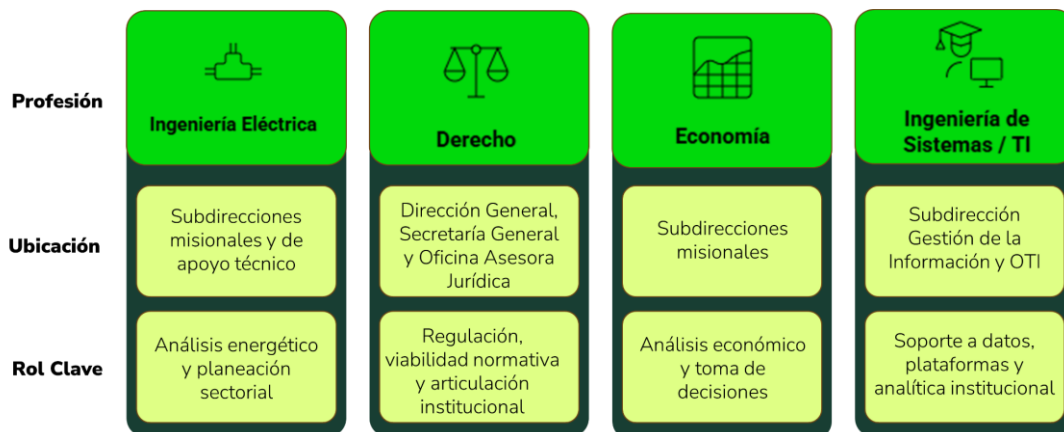 Profesión
Ingeniería Eléctrica
Derecho
Economía
Ingeniería de
Sistemas / TI
Ubicación
Subdirecciones
misionales y de
apoyo técnico
Dirección General,
Secretaría General
y Oficina Asesora
Jurídica
Subdirecciones
misionales
Subdirección
Gestión de la
Información y OTI
Rol Clave
Análisis energético
y planeación
sectorial
Regulación,
viabilidad normativa
y articulación
institucional
Análisis económico
y toma de
decisiones
Soporte a datos,
plataformas y
analítica institucional